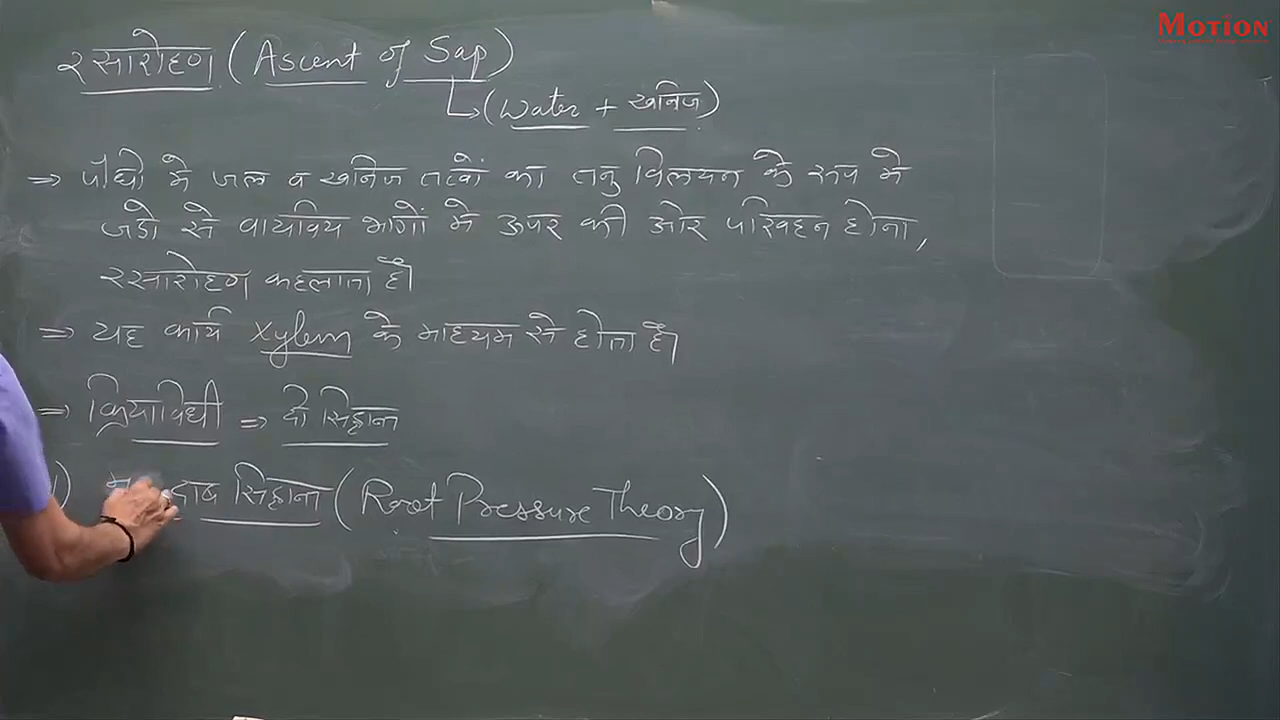 MOTION
रसारोहण (Ascent of Sap)
(Water + खनिज)
⇒ पौधो मे जल व खनिज तत्वों का तनु विलयन के रूप मे
जडो से वायविय भागों मे ऊपर की ओर परिवहन होना,
रसारोहण कहलाता है।
⇒ यह कार्य Xylem के माध्यम से होता है।
⇒ क्रियाविधी ⇒ दो सिद्धान्त
दाब सिद्धान्त (Root Pressure Theory)